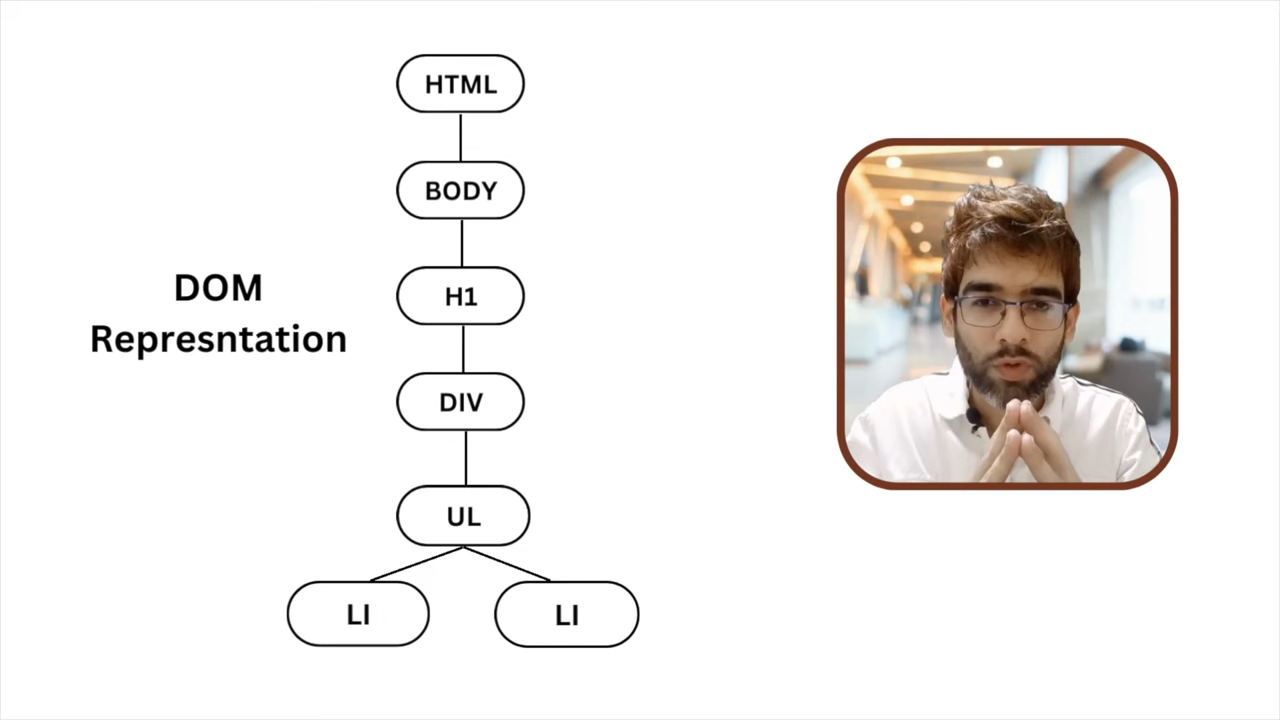 HTML
BODY
DOM
Represntation
H1
DIV
UL
LI
LI